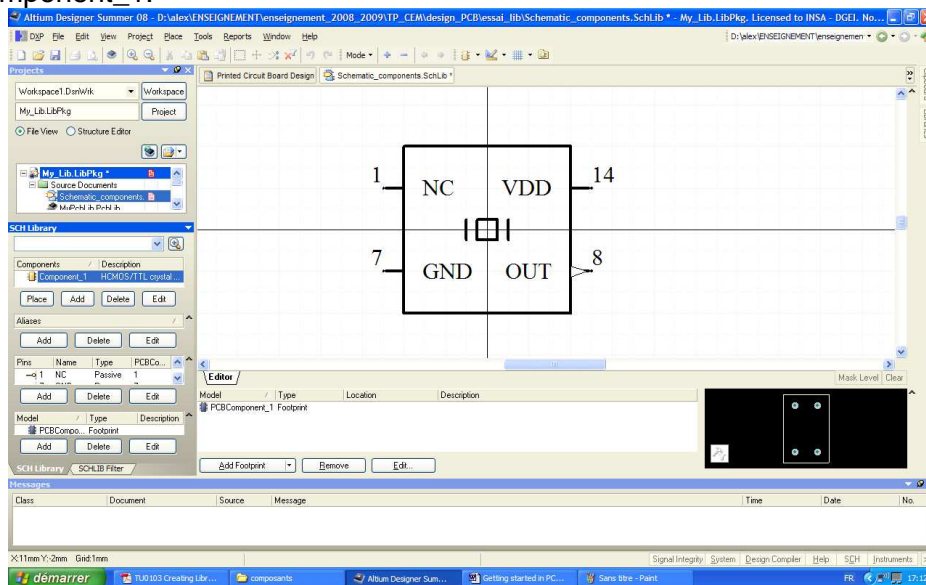 mponent_1.
Altium Designer Summer 08 - D:\alex\ENSEIGNEMENT\enseignement_2008_2009\TP_CEM\design_PCB\essai_lib\Schematic_components.SchLib * - My_Lib.LibPkg. Licensed to INSA - DGEI. No...
DXP File Edit View Project Place Tools Reports Window Help D:\alex\ENSEIGNEMENT\enseignemen
Mode
Projects
Printed Circuit Board Design Schematic_components.SchLib *
Workspace1.DsnWrk Workspace
My_Lib.LibPkg Project
File View Structure Editor
My_Lib.LibPkg *
Source Documents
Schematic_components.
MyPcbLib.PcbLib
SCH Library
Components / Description
Component_1 HCMOS/TTL crystal ...
Place Add Delete Edit
Aliases /
Add Delete Edit
Pins Name Type PCBCo...
1 NC Passive 1
Add Delete Edit
Model / Type Description
PCBCompo... Footprint
Add Delete Edit
SCH Library SCHLIB Filter
1 NC VDD 14
7 GND OUT 8
Editor Mask Level Clear
Model / Type Location Description
PCBComponent_1 Footprint
Add Footprint Remove Edit...
Messages
Class Document Source Message Time Date No.
X:11mm Y:-2mm Grid:1mm Signal Integrity System Design Compiler Help SCH Instruments
démarrer TU0103 Creating Libr... composants Altium Designer Sum... Getting started in PC... Sans titre - Paint FR 17:12